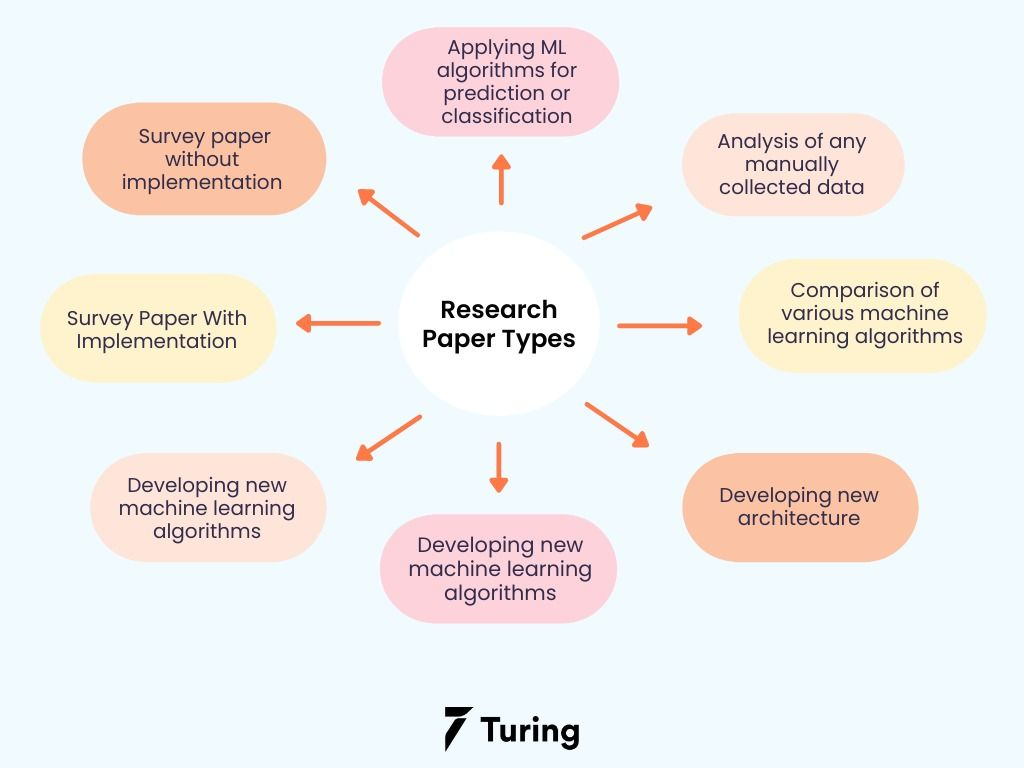 Applying ML
algorithms for
prediction or
classification
Survey paper
without
implementation
Analysis of any
manually
collected data
Survey Paper With
Implementation
Research
Paper Types
Comparison of
various machine
learning algorithms
Developing new
machine learning
algorithms
Developing new
machine learning
algorithms
Developing new
architecture
Turing